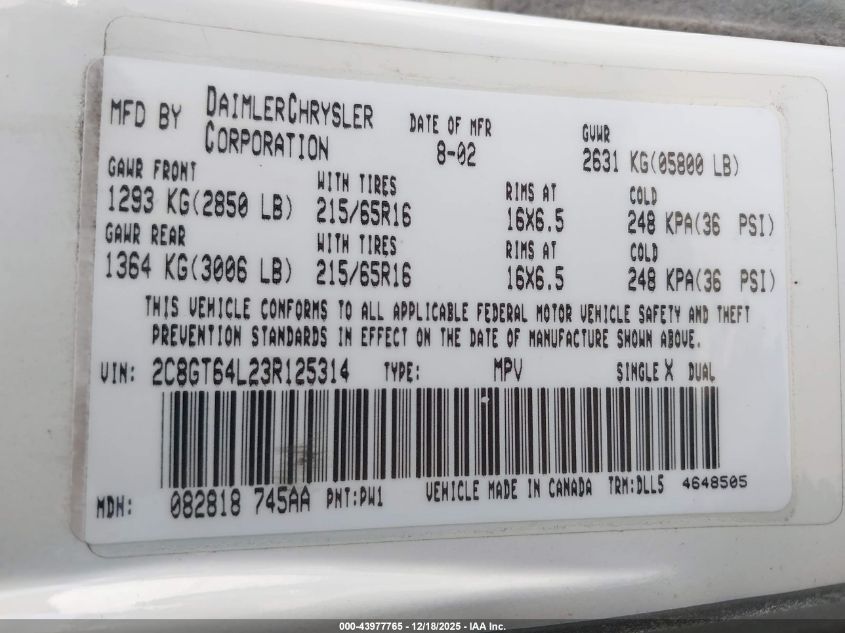 MFD BY DAIMLERCHRYSLER CORPORATION DATE OF MFR 8-02 GVWR 2631 KG(05800 LB)
GAWR FRONT WITH TIRES RIMS AT COLD
1293 KG(2850 LB) 215/65R16 16X6.5 248 KPA(36 PSI)
GAWR REAR WITH TIRES RIMS AT COLD
1364 KG(3006 LB) 215/65R16 16X6.5 248 KPA(36 PSI)
THIS VEHICLE CONFORMS TO ALL APPLICABLE FEDERAL MOTOR VEHICLE SAFETY AND THEFT
PREVENTION STANDARDS IN EFFECT ON THE DATE OF MANUFACTURE SHOWN ABOVE.
VIN: 2C8GT64L23R125314 TYPE: MPV SINGLE X DUAL
MDH: 082818 745AA PNT:PW1 VEHICLE MADE IN CANADA TRM:DLL5 4648505
000-43977765 - 12/18/2025 - IAA Inc.